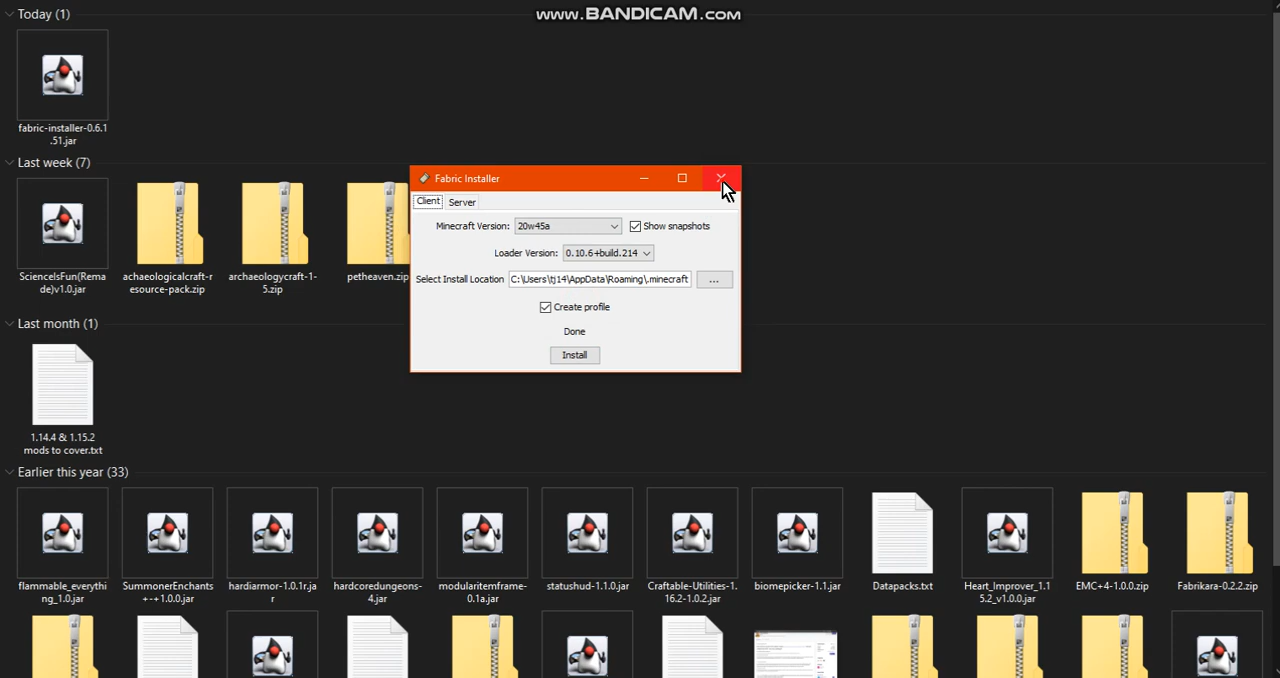 Today (1)
www.BANDICAM.com
fabric-installer-0.6.1
.51.jar
Last week (7)
ScienceIsFun(Rema
de)v1.0.jar
achaeologicalcraft-r
esource-pack.zip
archaeologycraft-1-
5.zip
petheaven.zip
Fabric Installer
Client
Server
Minecraft Version:
20w45a
Show snapshots
Loader Version:
0.10.6+build.214
Select Install Location
C:\Users\tj14\AppData\Roaming\.minecraft
...
Create profile
Done
Install
Last month (1)
1.14.4 & 1.15.2
mods to cover.txt
Earlier this year (33)
flammable_everythi
ng_1.0.jar
SummonerEnchants
+-+1.0.0.jar
hardiarmor-1.0.1r.ja
r
hardcoredungeons-
4.jar
modularitemframe-
0.1a.jar
statushud-1.1.0.jar
Craftable-Utilities-1.
16.2-1.0.2.jar
biomepicker-1.1.jar
Datapacks.txt
Heart_Improver_1.1
5.2_v1.0.0.jar
EMC+4-1.0.0.zip
Fabrikara-0.2.2.zip